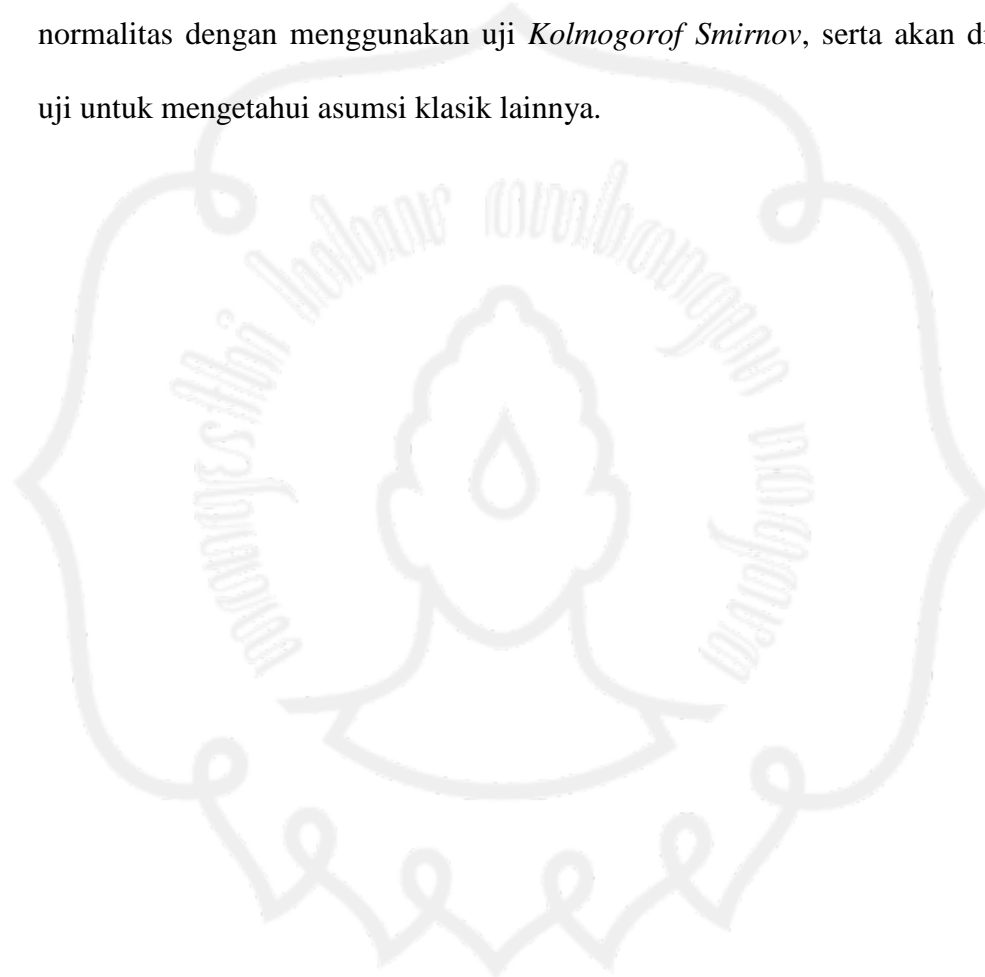 normalitas dengan menggunakan uji Kolmogorof Smirnov, serta akan di
uji untuk mengetahui asumsi klasik lainnya.